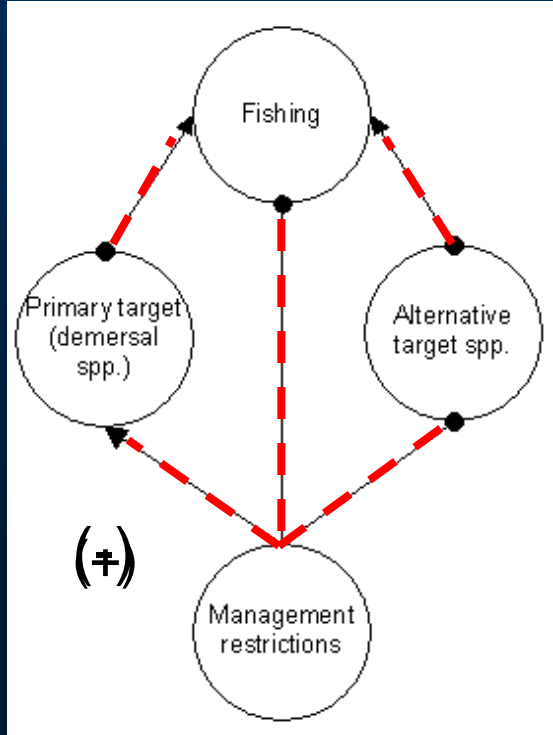 Fishing
Primary target
(demersal
spp.)
Alternative
target spp.
Management
restrictions